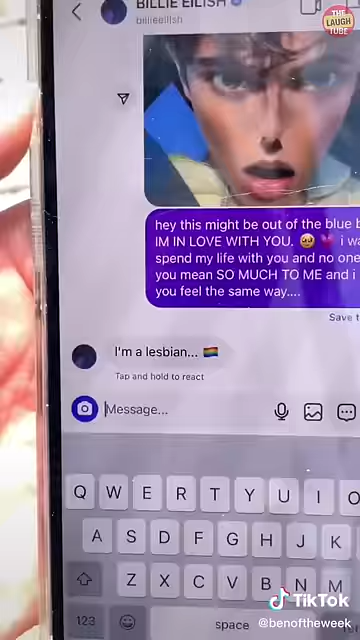 BILLIE EILISH
billieeilish
THE
LAUGH
TUBE
hey this might be out of the blue b
IM IN LOVE WITH YOU. 🥺 💓 i wa
spend my life with you and no one
you mean SO MUCH TO ME and i
you feel the same way....
Save t
I'm a lesbian... 🏳️‍🌈
Tap and hold to react
Message...
Q W E R T Y U I O
A S D F G H J K
Z X C V B N M
123 space
TikTok
@benoftheweek